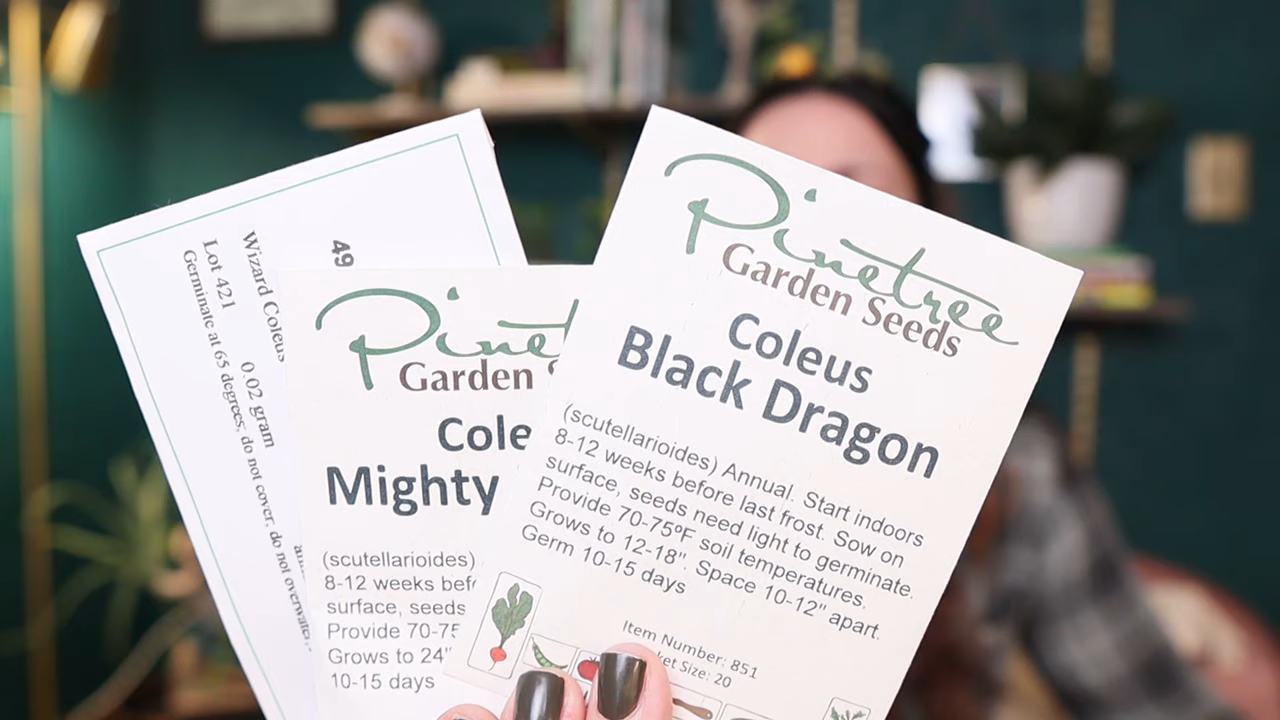 49
Wizard Coleus 0.02 gram
Lot 421
Germinate at 65 degrees; do not cover, do not overwater,
Pinetree
Garden
Cole
Mighty
(scutellarioides)
8-12 weeks bef
surface, seeds
Provide 70-75
Grows to 24"
10-15 days
Pinetree
Garden Seeds
Coleus
Black Dragon
(scutellarioides) Annual. Start indoors
8-12 weeks before last frost. Sow on
surface, seeds need light to germinate.
Provide 70-75ºF soil temperatures.
Grows to 12-18". Space 10-12" apart.
Germ 10-15 days
Item Number: 851
ket Size: 20